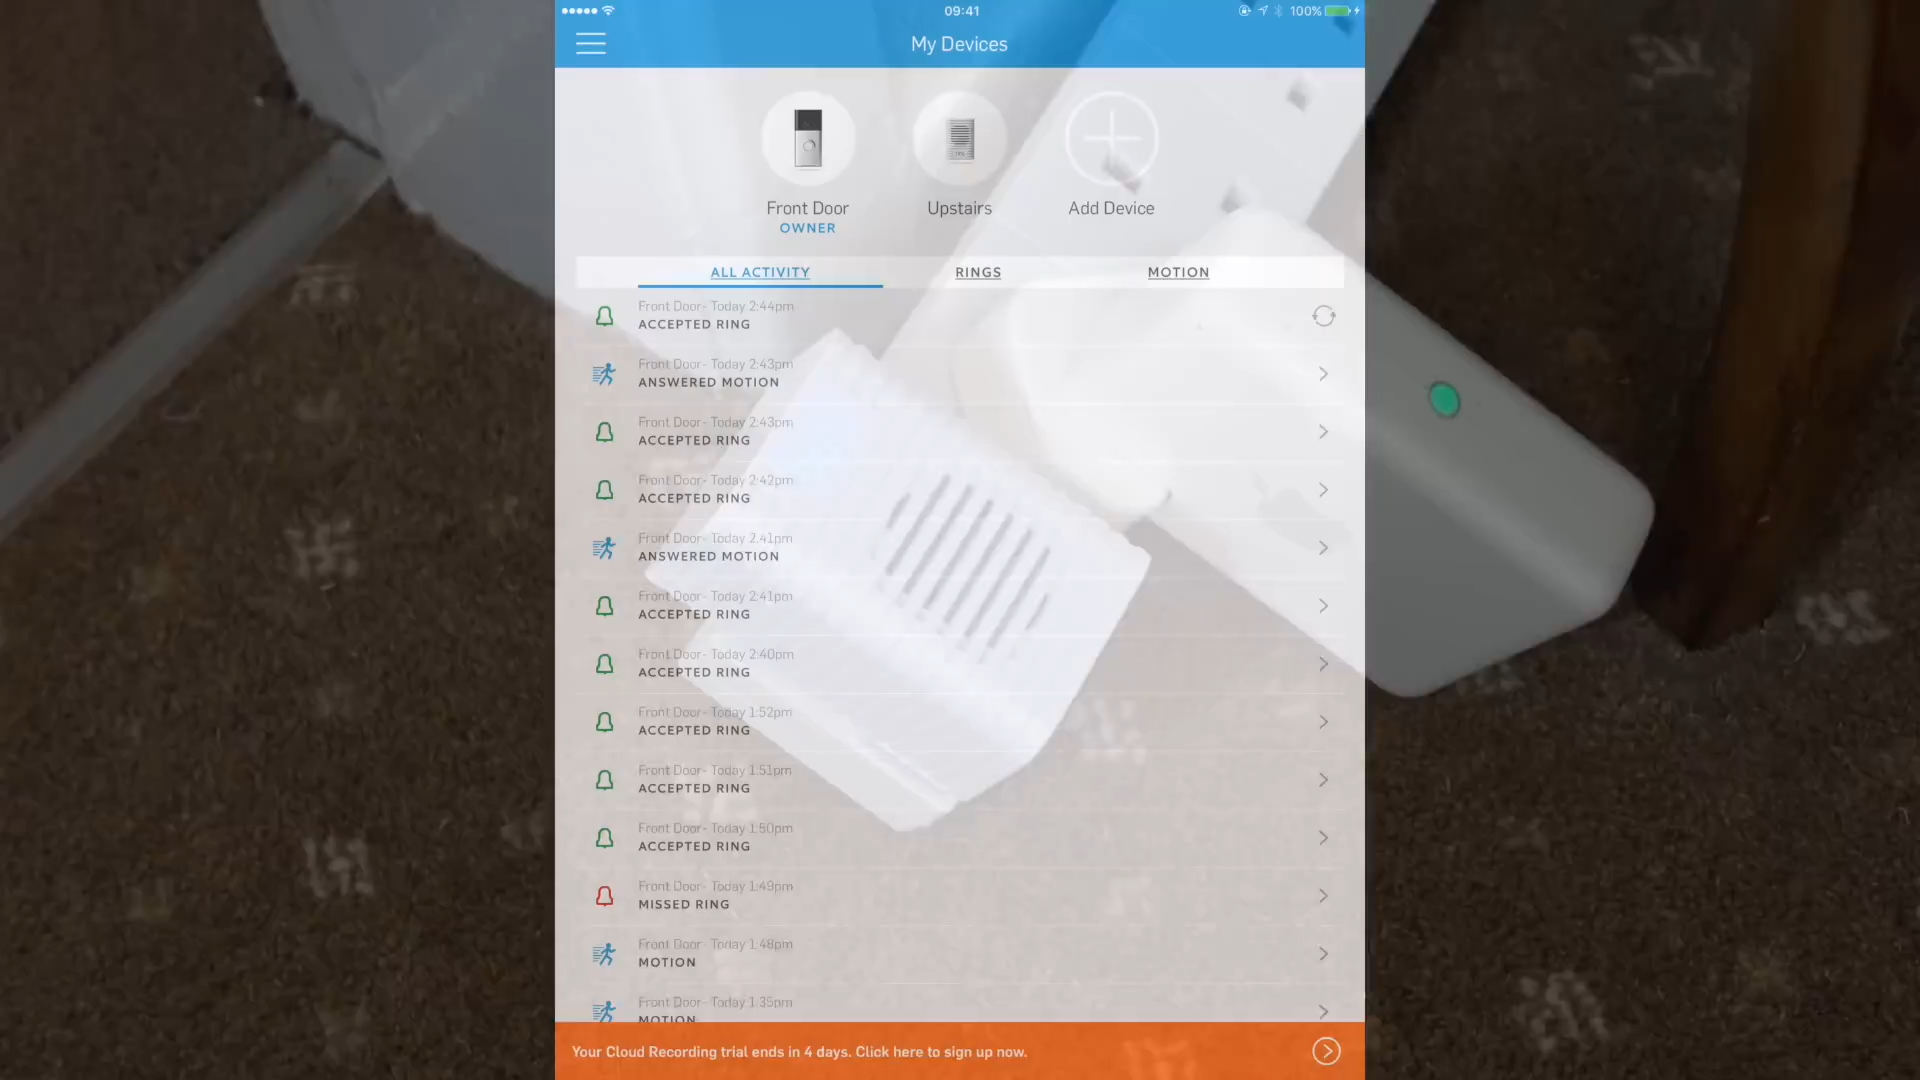 09:41
100%
My Devices
Front Door
OWNER
Upstairs
Add Device
ALL ACTIVITY
RINGS
MOTION
Front Door - Today 2:44pm
ACCEPTED RING
Front Door - Today 2:43pm
ANSWERED MOTION
Front Door - Today 2:43pm
ACCEPTED RING
Front Door - Today 2:42pm
ACCEPTED RING
Front Door - Today 2:41pm
ANSWERED MOTION
Front Door - Today 2:41pm
ACCEPTED RING
Front Door - Today 2:40pm
ACCEPTED RING
Front Door - Today 1:52pm
ACCEPTED RING
Front Door - Today 1:51pm
ACCEPTED RING
Front Door - Today 1:50pm
ACCEPTED RING
Front Door - Today 1:49pm
MISSED RING
Front Door - Today 1:48pm
MOTION
Front Door - Today 1:35pm
MOTION
Your Cloud Recording trial ends in 4 days. Click here to sign up now.